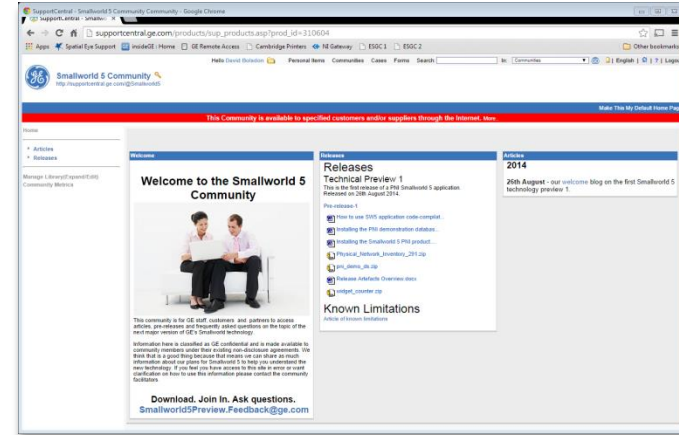 SupportCentral - Smallworld 5 Community Community - Google Chrome
SupportCentral - Smallworld
supportcentral.ge.com/products/sup_products.asp?prod_id=310604
Apps Spatial Eye Support insideGE : Home GE Remote Access Cambridge Printers NI Gateway ESGC 1 ESGC 2 Other bookmarks
Hello Personal Items Communities Cases Forms Search in: Communities English ?
Smallworld 5 Community
http://supportcentral.ge.com/@Smallworld5
Make This My Default Home Page
This Community is available to specified customers and/or suppliers through the Internet. More..
Home
Articles
Releases
Manage Library(Expand/Edit)
Community Metrics
Welcome
Welcome to the Smallworld 5
Community
This community is for GE staff, customers and partners to access
articles, pre-releases and frequently asked questions on the topic of the
next major version of GE's Smallworld technology.
Information here is classified as GE confidential and is made available to
community members under their existing non-disclosure agreements. We
think that is a good thing because that means we can share as much
information about our plans for Smallworld 5 to help you understand the
new technology. If you feel you have access to this site in error or want
clarification on how to use this information please contact the community
facilitators.
Download. Join In. Ask questions.
Smallworld5Preview.Feedback@ge.com
Releases
Releases
Technical Preview 1
This is the first release of a PNI Smallworld 5 application.
Released on 26th August 2014.
Pre-release-1
How to use SW5 application code-compilat...
Installing the PNI demonstration databas...
Installing the Smallworld 5 PNI product...
Physical_Network_Inventory_Z91.zip
pni_demo_ds.zip
Release Artefacts Overview.docx
widget_counter.zip
Known Limitations
Article of known limitations
Articles
2014
26th August - our welcome blog on the first Smallworld 5
technology preview 1.